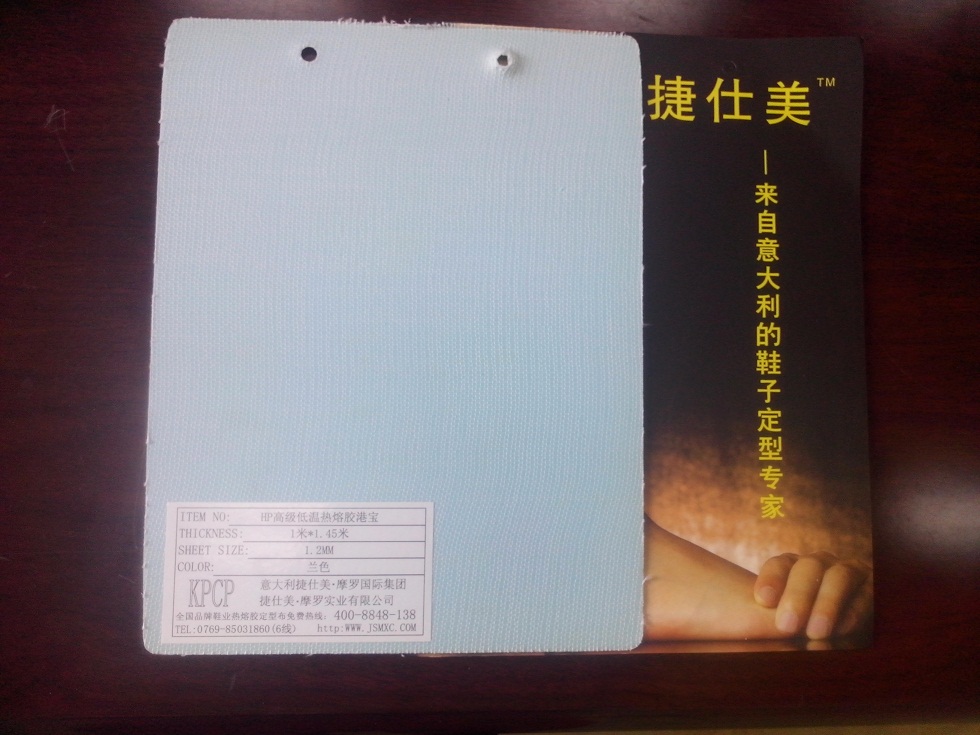 捷仕美™
—来自意大利的鞋子定型专家
ITEM NO: HP高级低温热熔胶港宝
THICKNESS: 1米*1.45米
SHEET SIZE: 1.2MM
COLOR: 兰色
KPCP
意大利捷仕美·摩罗国际集团
捷仕美·摩罗实业有限公司
全国品牌鞋业热熔胶定型布免费热线: 400-8848-138
TEL:0769-85031860(6线) http:WWW.JSMXC.COM